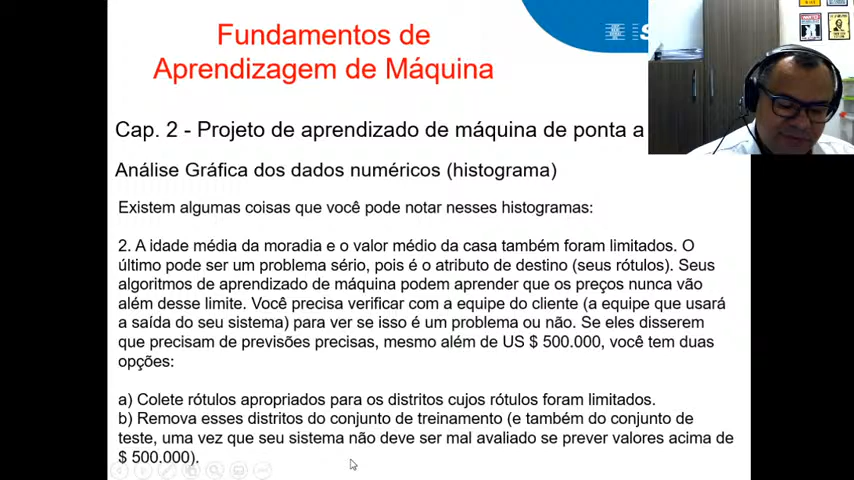 Fundamentos de
Aprendizagem de Máquina
Cap. 2 - Projeto de aprendizado de máquina de ponta a
Análise Gráfica dos dados numéricos (histograma)
Existem algumas coisas que você pode notar nesses histogramas:
2. A idade média da moradia e o valor médio da casa também foram limitados. O
último pode ser um problema sério, pois é o atributo de destino (seus rótulos). Seus
algoritmos de aprendizado de máquina podem aprender que os preços nunca vão
além desse limite. Você precisa verificar com a equipe do cliente (a equipe que usará
a saída do seu sistema) para ver se isso é um problema ou não. Se eles disserem
que precisam de previsões precisas, mesmo além de US $ 500.000, você tem duas
opções:
a) Colete rótulos apropriados para os distritos cujos rótulos foram limitados.
b) Remova esses distritos do conjunto de treinamento (e também do conjunto de
teste, uma vez que seu sistema não deve ser mal avaliado se prever valores acima de
$ 500.000).